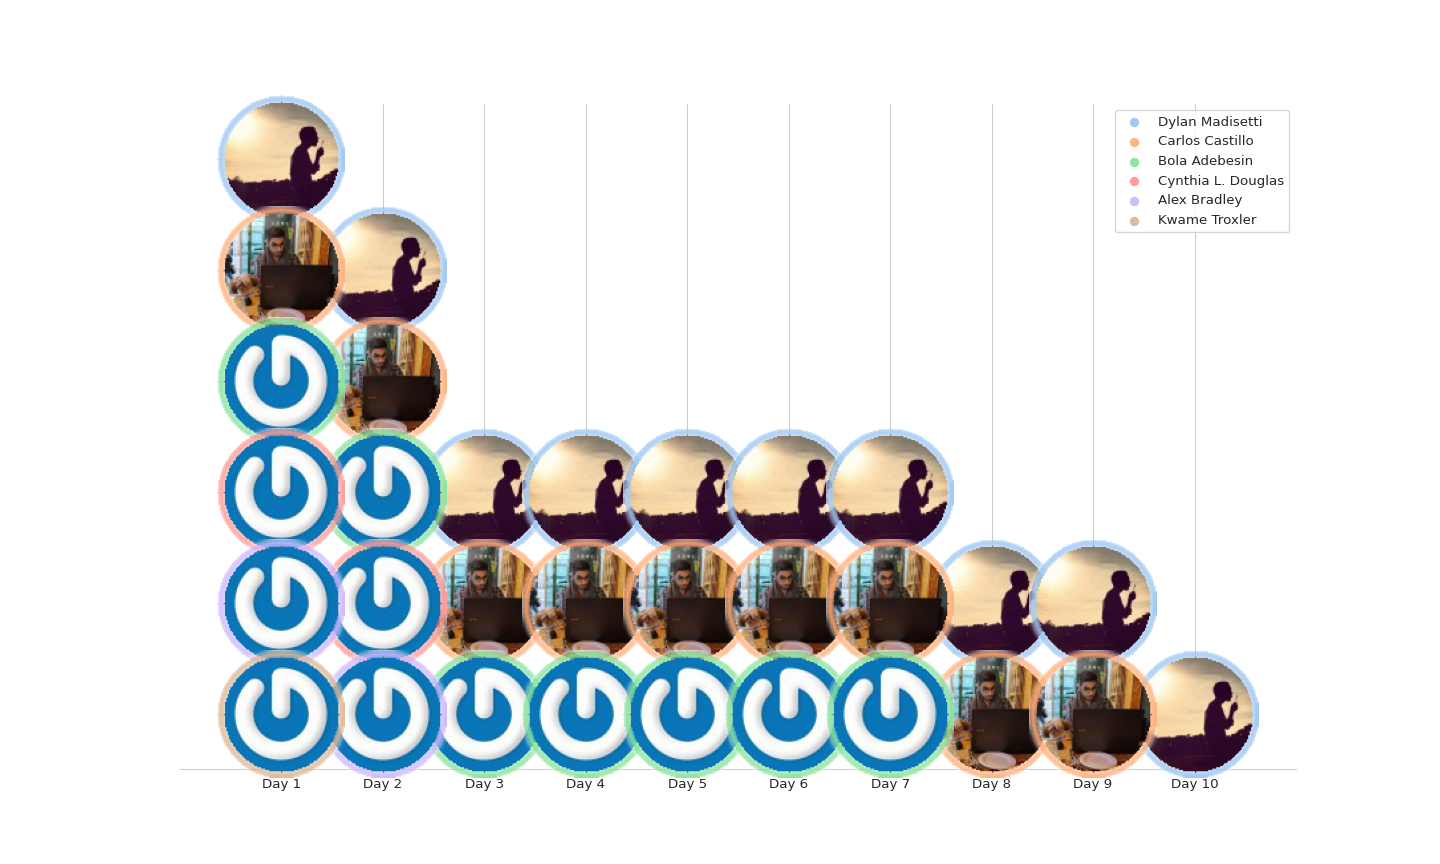 Dylan Madisetti
Carlos Castillo
Bola Adebesin
Cynthia L. Douglas
Alex Bradley
Kwame Troxler
Day 1 Day 2 Day 3 Day 4 Day 5 Day 6 Day 7 Day 8 Day 9 Day 10